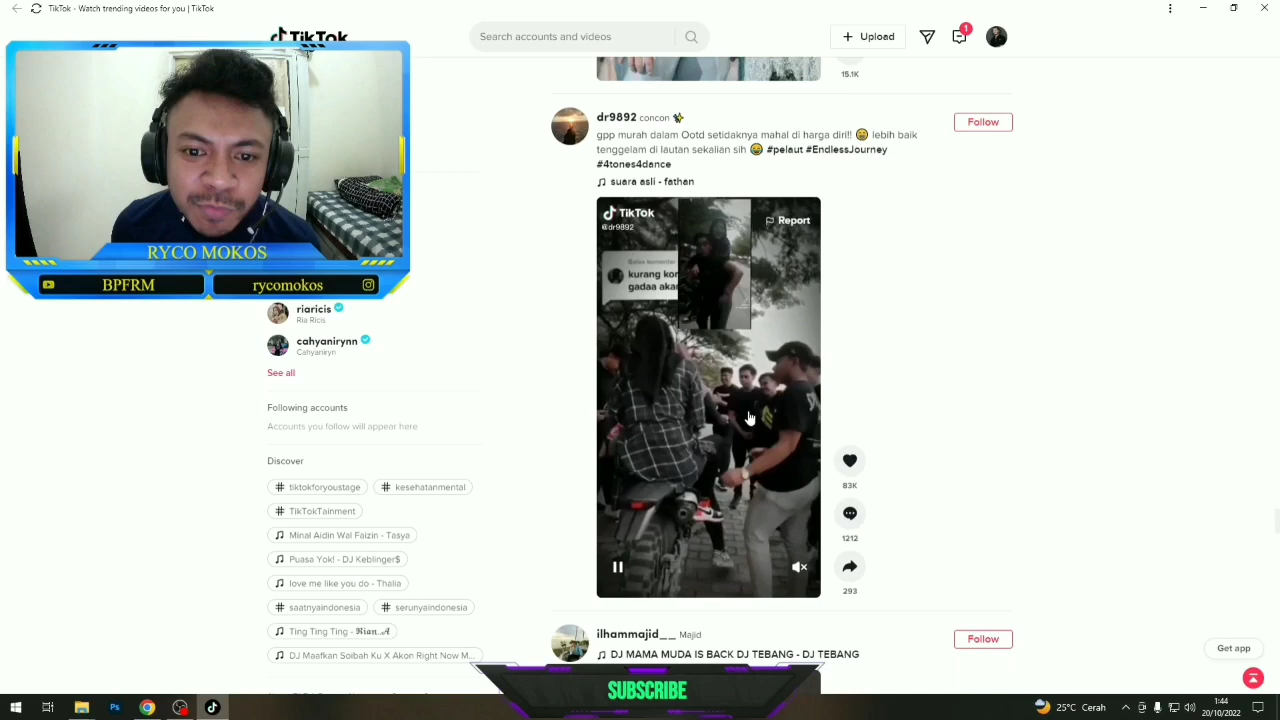 TikTok - Watch trending videos for you | TikTok
TikTok
Search accounts and videos
Upload
1
15.1K
dr9892 concon
Follow
gpp murah dalam Ootd setidaknya mahal di harga diri!! 😩 lebih baik
tenggelam di lautan sekalian sih 😅 #pelaut #EndlessJourney
#4tones4dance
suara asli - fathan
TikTok
@dr9892
Report
Balas komentar
gadaa
83K
1212
293
RYCO MOKOS
BPFRM
rycomokos
riaricis
Ria Ricis
cahyanirynn
Cahyaniryn
See all
Following accounts
Accounts you follow will appear here
Discover
# tiktokforyoustage
# kesehatanmental
# TikTokTainment
Minal Aidin Wal Faizin - Tasya
Puasa Yok! - DJ Keblinger$
love me like you do - Thalia
# saatnyaindonesia
# serunyaindonesia
Ting Ting Ting - 𝕽𝖎𝖆𝖓..𝓐
DJ Maafkan Soibah Ku X Akon Right Now M...
ilhammajid__ Majid
Follow
DJ MAMA MUDA IS BACK DJ TEBANG - DJ TEBANG
Get app
SUBSCRIBE
25°C Cerah
1:44
20/10/2022